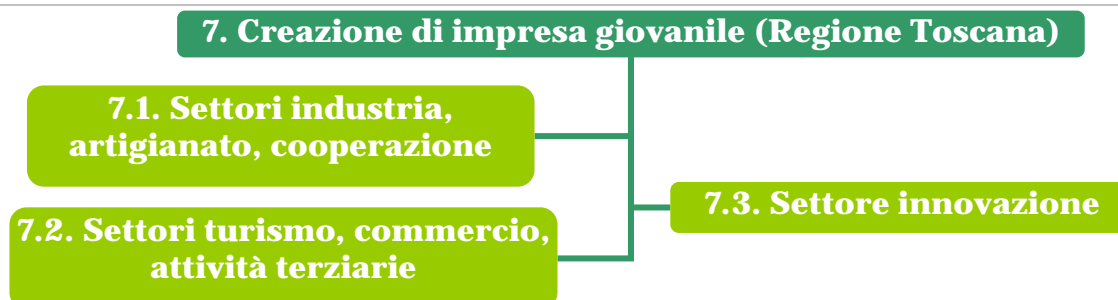 7. Creazione di impresa giovanile (Regione Toscana)
7.1. Settori industria,
artigianato, cooperazione
7.2. Settori turismo, commercio,
attività terziarie
7.3. Settore innovazione